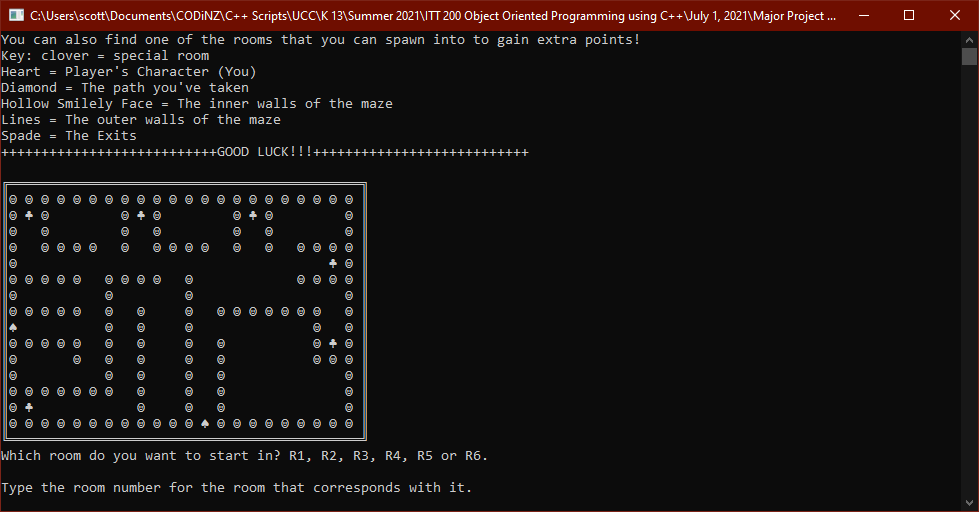 C:\Users\scott\Documents\CODiNZ\C++ Scripts\UCC\K 13\Summer 2021\ITT 200 Object Oriented Programming using C++\July 1, 2021\Major Project ...
You can also find one of the rooms that you can spawn into to gain extra points!
Key: clover = special room
Heart = Player's Character (You)
Diamond = The path you've taken
Hollow Smilely Face = The inner walls of the maze
Lines = The outer walls of the maze
Spade = The Exits
+++++++++++++++++++++++++++GOOD LUCK!!!+++++++++++++++++++++++++++
Which room do you want to start in? R1, R2, R3, R4, R5 or R6.
Type the room number for the room that corresponds with it.